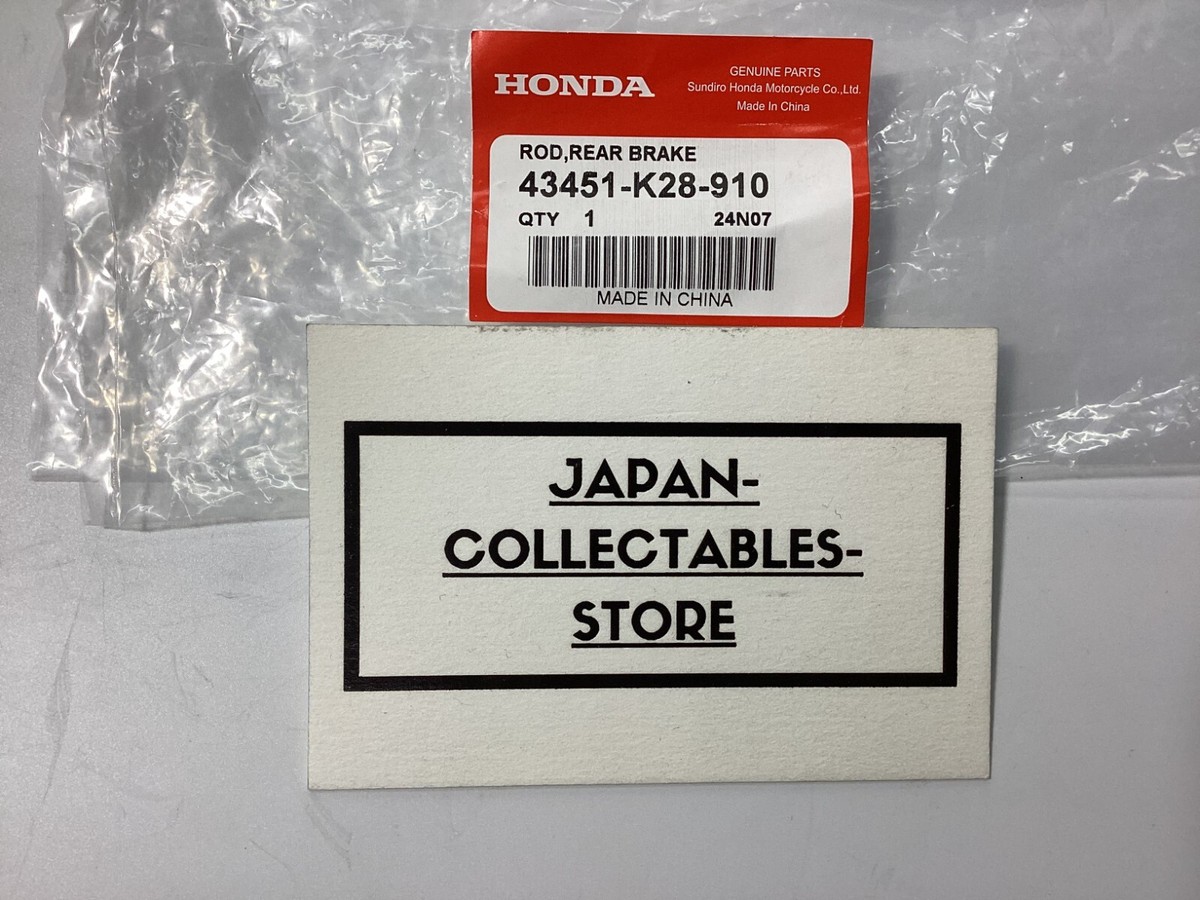 HONDA
GENUINE PARTS
Sundiro Honda Motorcycle Co.,Ltd.
Made In China
ROD,REAR BRAKE
43451-K28-910
QTY 1 24N07
MADE IN CHINA
JAPAN-
COLLECTABLES-
STORE